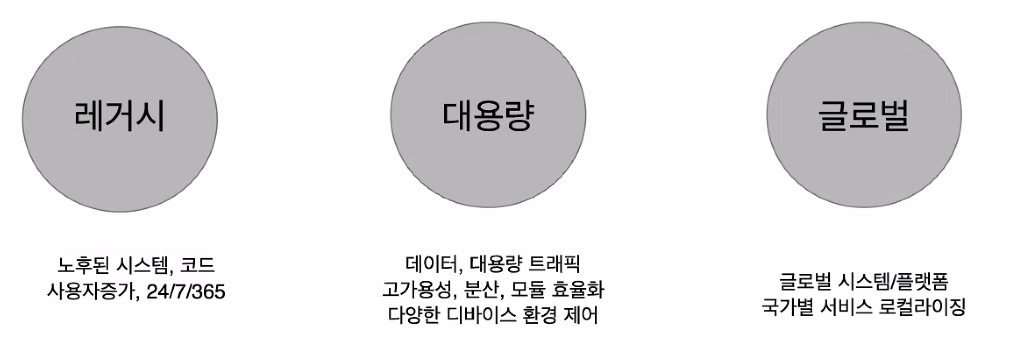 레거시
노후된 시스템, 코드
사용자증가, 24/7/365
대용량
데이터, 대용량 트래픽
고가용성, 분산, 모듈 효율화
다양한 디바이스 환경 제어
글로벌
글로벌 시스템/플랫폼
국가별 서비스 로컬라이징